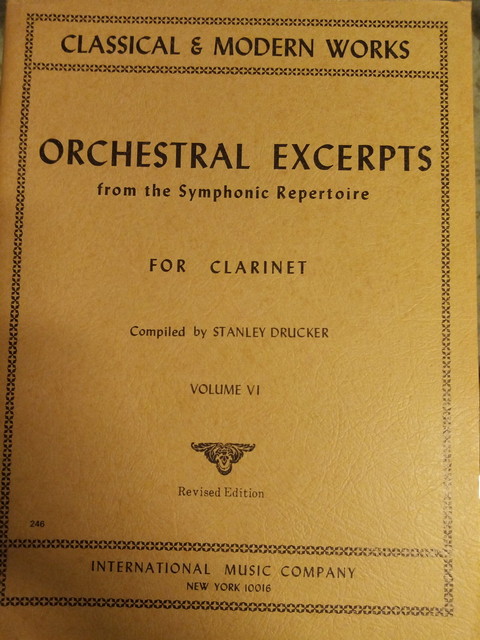 CLASSICAL & MODERN WORKS
ORCHESTRAL EXCERPTS
from the Symphonic Repertoire
FOR CLARINET
Compiled by STANLEY DRUCKER
VOLUME VI
Revised Edition
246
INTERNATIONAL MUSIC COMPANY
NEW YORK 10016